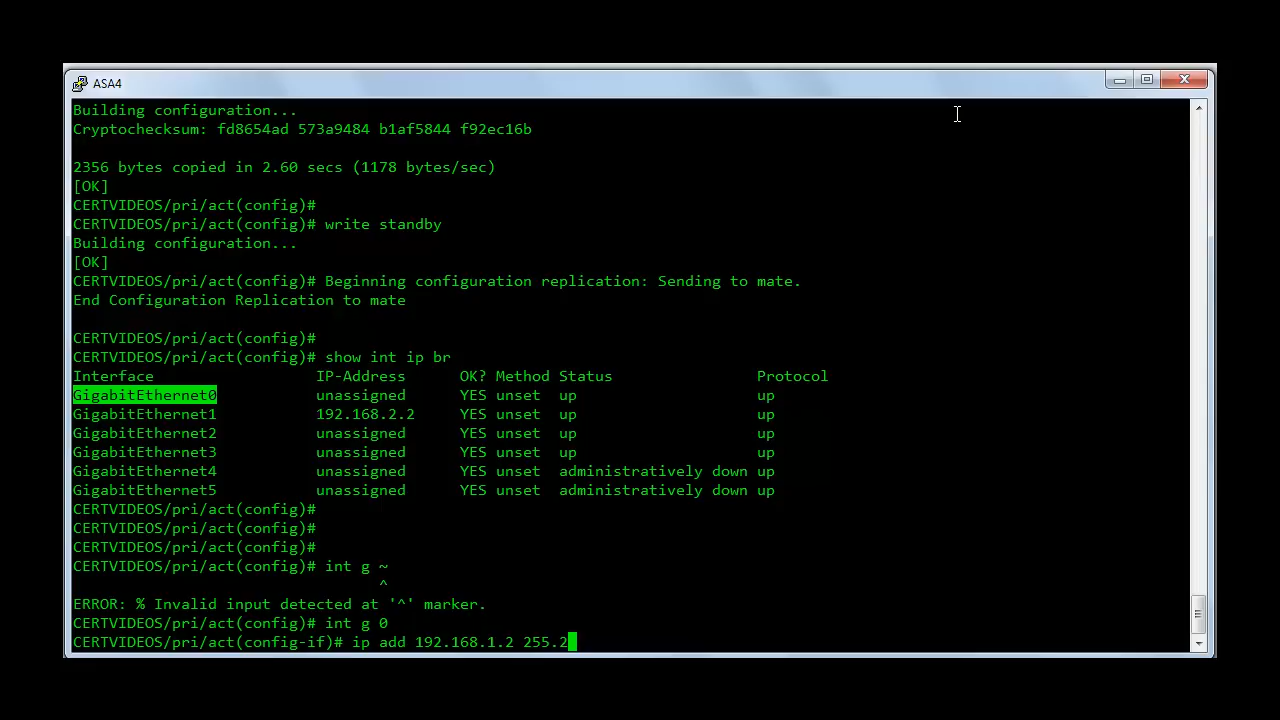 ASA4
Building configuration...
Cryptochecksum: fd8654ad 573a9484 b1af5844 f92ec16b
2356 bytes copied in 2.60 secs (1178 bytes/sec)
[OK]
CERTVIDEOS/pri/act(config)#
CERTVIDEOS/pri/act(config)# write standby
Building configuration...
[OK]
CERTVIDEOS/pri/act(config)# Beginning configuration replication: Sending to mate.
End Configuration Replication to mate
CERTVIDEOS/pri/act(config)#
CERTVIDEOS/pri/act(config)# show int ip br
Interface IP-Address OK? Method Status Protocol
GigabitEthernet0 unassigned YES unset up up
GigabitEthernet1 192.168.2.2 YES unset up up
GigabitEthernet2 unassigned YES unset up up
GigabitEthernet3 unassigned YES unset up up
GigabitEthernet4 unassigned YES unset administratively down up
GigabitEthernet5 unassigned YES unset administratively down up
CERTVIDEOS/pri/act(config)#
CERTVIDEOS/pri/act(config)#
CERTVIDEOS/pri/act(config)#
CERTVIDEOS/pri/act(config)# int g ~
^
ERROR: % Invalid input detected at '^' marker.
CERTVIDEOS/pri/act(config)# int g 0
CERTVIDEOS/pri/act(config-if)# ip add 192.168.1.2 255.2